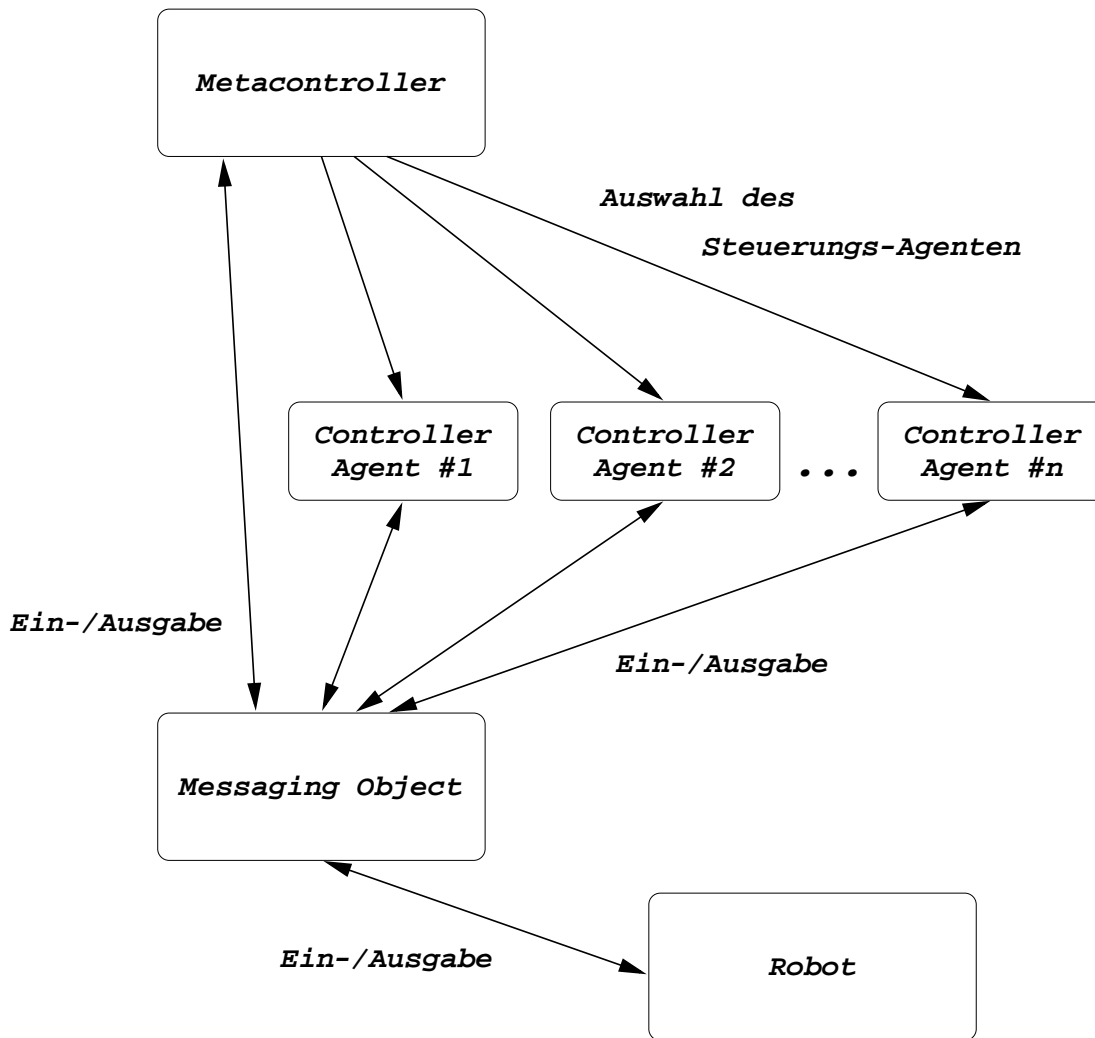 Metacontroller
Auswahl des
Steuerungs-Agenten
Controller
Agent #1
Controller
Agent #2
...
Controller
Agent #n
Ein-/Ausgabe
Ein-/Ausgabe
Messaging Object
Ein-/Ausgabe
Robot